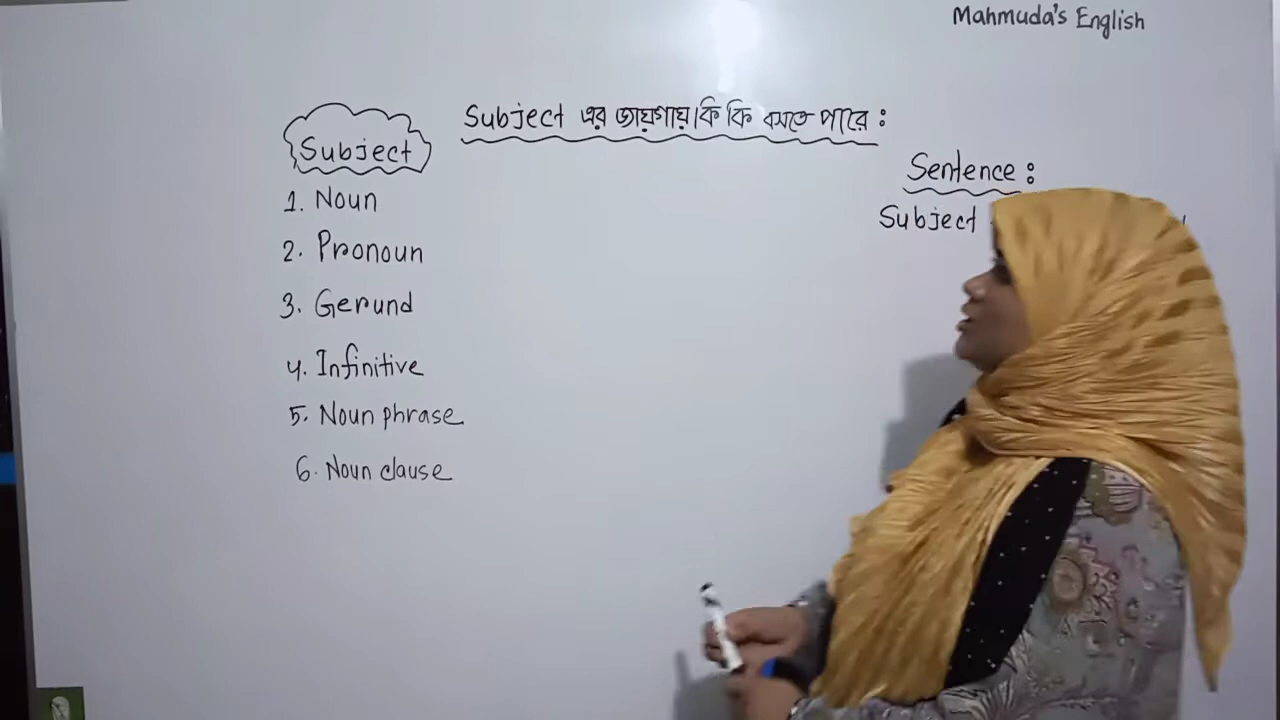 Mahmuda's English
Subject এর জায়গায় কি কি বসতে পারে :
Subject
1. Noun
2. Pronoun
3. Gerund
4. Infinitive
5. Noun phrase
6. Noun clause
Sentence :
Subject